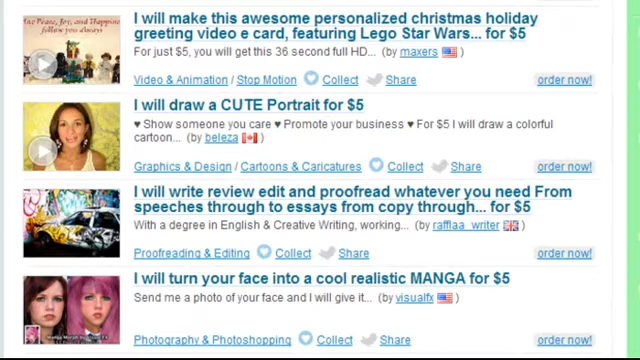 May Peace, Joy, and Happiness
follow you always
I will make this awesome personalized christmas holiday
greeting video e card, featuring Lego Star Wars... for $5
For just $5, you will get this 36 second full HD... (by maxers )
Video & Animation / Stop Motion Collect Share order now!
I will draw a CUTE Portrait for $5
♥ Show someone you care ♥ Promote your business ♥ For $5 I will draw a colorful
cartoon... (by beleza )
Graphics & Design / Cartoons & Caricatures Collect Share order now!
I will write review edit and proofread whatever you need From
speeches through to essays from copy through... for $5
With a degree in English & Creative Writing, working... (by rafflaa_writer )
Proofreading & Editing Collect Share order now!
I will turn your face into a cool realistic MANGA for $5
Send me a photo of your face and I will give it... (by visualfx )
Photography & Photoshopping Collect Share order now!